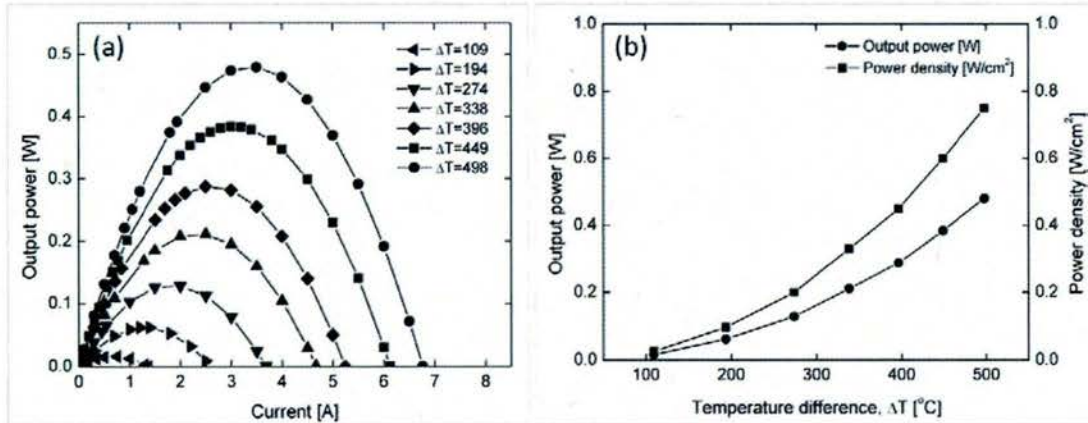 (a)
ΔT=109
ΔT=194
ΔT=274
ΔT=338
ΔT=396
ΔT=449
ΔT=498
0.5
0.4
0.3
0.2
0.1
0.0
Output power [W]
0 1 2 3 4 5 6 7 8
Current [A]
(b)
Output power [W]
Power density [W/cm²]
1.0
0.8
0.6
0.4
0.2
0.0
Output power [W]
1.0
0.8
0.6
0.4
0.2
0.0
Power density [W/cm²]
100 200 300 400 500
Temperature difference, ΔT [°C]